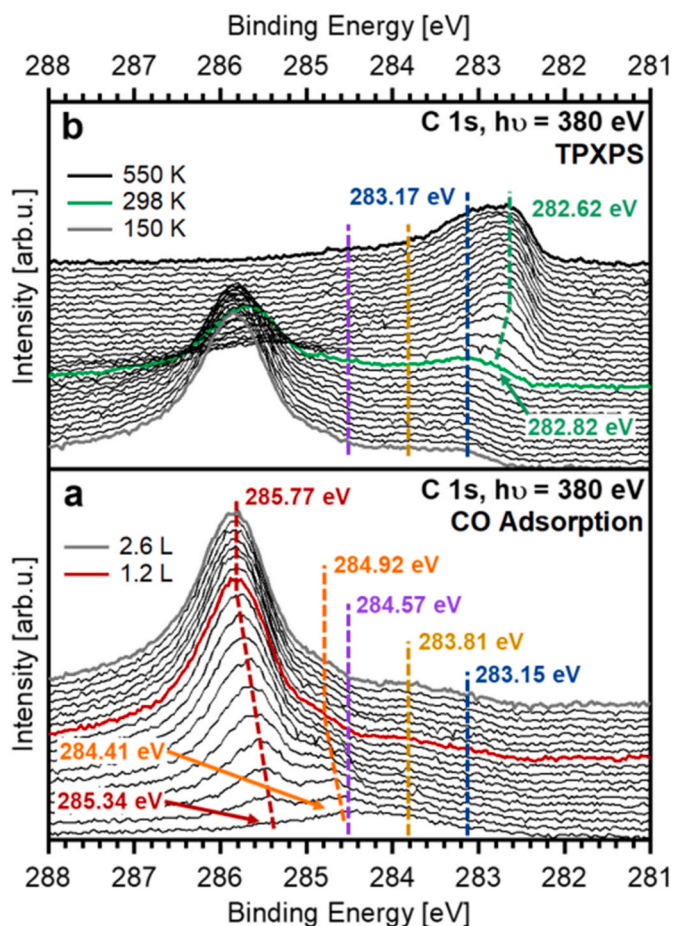 Binding Energy [eV]
288 287 286 285 284 283 282 281
b
C 1s, hυ = 380 eV
TPXPS
550 K
298 K
150 K
283.17 eV
282.62 eV
282.82 eV
Intensity [arb.u.]
a
C 1s, hυ = 380 eV
CO Adsorption
285.77 eV
2.6 L
1.2 L
284.92 eV
284.57 eV
283.81 eV
283.15 eV
284.41 eV
285.34 eV
Intensity [arb.u.]
288 287 286 285 284 283 282 281
Binding Energy [eV]